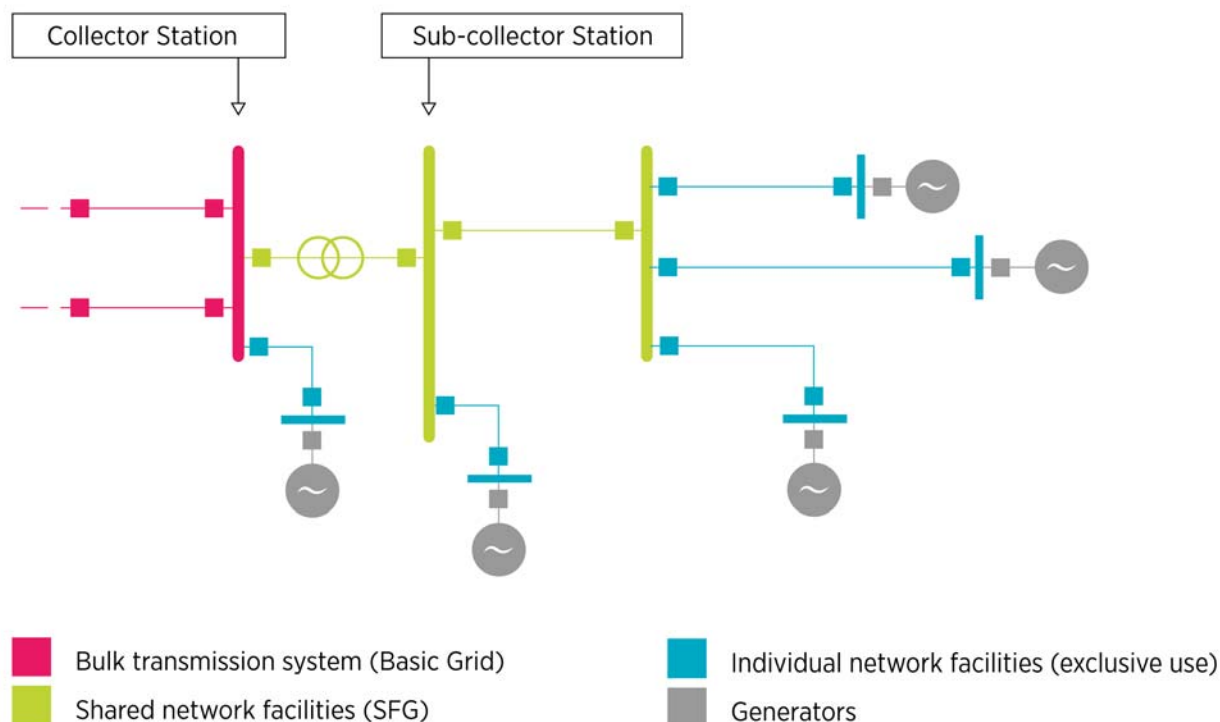 Collector Station
Sub-collector Station
Bulk transmission system (Basic Grid)
Shared network facilities (SFG)
Individual network facilities (exclusive use)
Generators